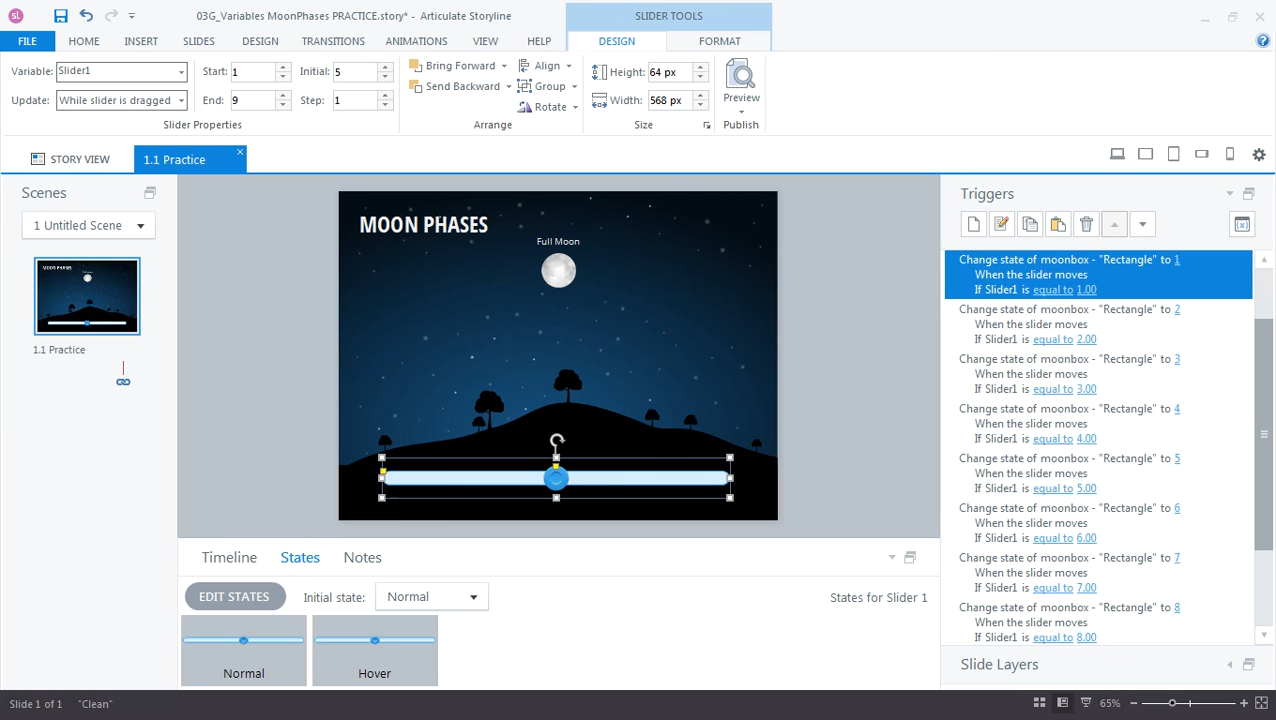 03G_Variables MoonPhases PRACTICE.story* - Articulate Storyline
SLIDER TOOLS
FILE HOME INSERT SLIDES DESIGN TRANSITIONS ANIMATIONS VIEW HELP DESIGN FORMAT
Variable: Slider1 Start: 1 Initial: 5 Bring Forward Align Height: 64 px
Update: While slider is dragged End: 9 Step: 1 Send Backward Group Width: 568 px Preview
Rotate
Slider Properties Arrange Size Publish
STORY VIEW 1.1 Practice
Scenes
1 Untitled Scene
MOON PHASES
1.1 Practice
MOON PHASES
Full Moon
Timeline States Notes
EDIT STATES Initial state: Normal States for Slider 1
Normal Hover
Triggers
Change state of moonbox - "Rectangle" to 1
When the slider moves
If Slider1 is equal to 1.00
Change state of moonbox - "Rectangle" to 2
When the slider moves
If Slider1 is equal to 2.00
Change state of moonbox - "Rectangle" to 3
When the slider moves
If Slider1 is equal to 3.00
Change state of moonbox - "Rectangle" to 4
When the slider moves
If Slider1 is equal to 4.00
Change state of moonbox - "Rectangle" to 5
When the slider moves
If Slider1 is equal to 5.00
Change state of moonbox - "Rectangle" to 6
When the slider moves
If Slider1 is equal to 6.00
Change state of moonbox - "Rectangle" to 7
When the slider moves
If Slider1 is equal to 7.00
Change state of moonbox - "Rectangle" to 8
When the slider moves
If Slider1 is equal to 8.00
Slide Layers
Slide 1 of 1 "Clean" 65%